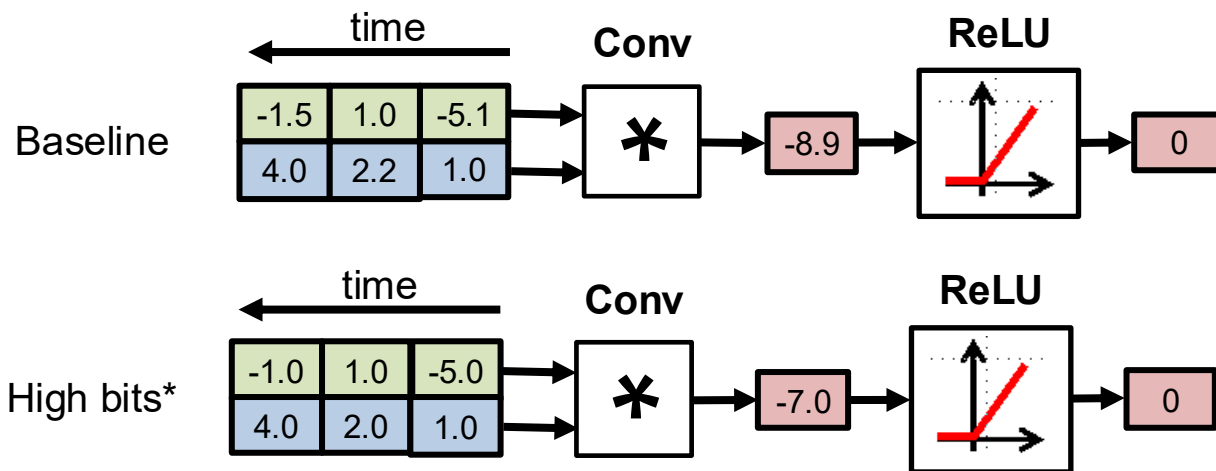 time
Conv
ReLU
Baseline
-1.5 1.0 -5.1
4.0 2.2 1.0
*
-8.9
0
time
Conv
ReLU
High bits*
-1.0 1.0 -5.0
4.0 2.0 1.0
*
-7.0
0